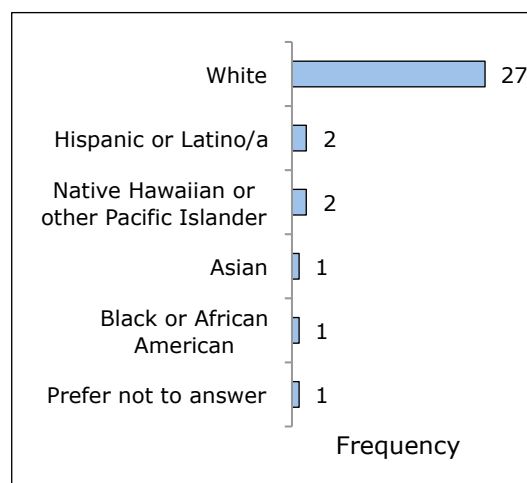 White 27
Hispanic or Latino/a 2
Native Hawaiian or
other Pacific Islander 2
Asian 1
Black or African
American 1
Prefer not to answer 1
Frequency